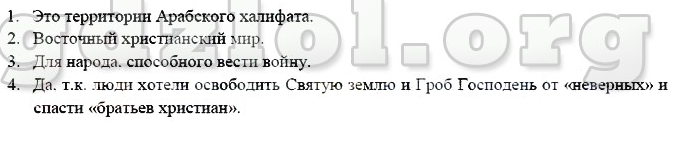 1. Это территории Арабского халифата.
2. Восточный христианский мир.
3. Для народа, способного вести войну.
4. Да, т.к. люди хотели освободить Святую землю и Гроб Господень от «неверных» и
спасти «братьев христиан».
gdzlol.org